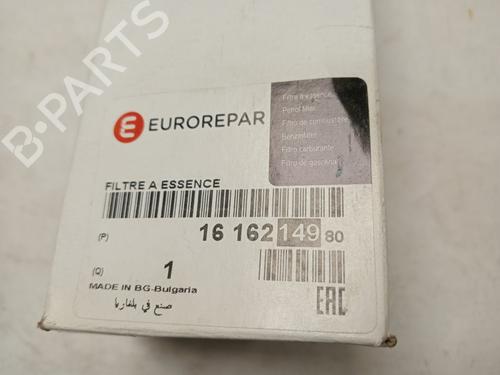 EUROREPAR
Filtre à essence
Petrol filter
Filtro de combustible
Benzinfilter
Filtro carburante
Filtro de gasolina
FILTRE A ESSENCE
(P) 16 162 149 80
(Q) 1
MADE IN BG-Bulgaria
صنع في بلغاريا
EAC
B-PARTS